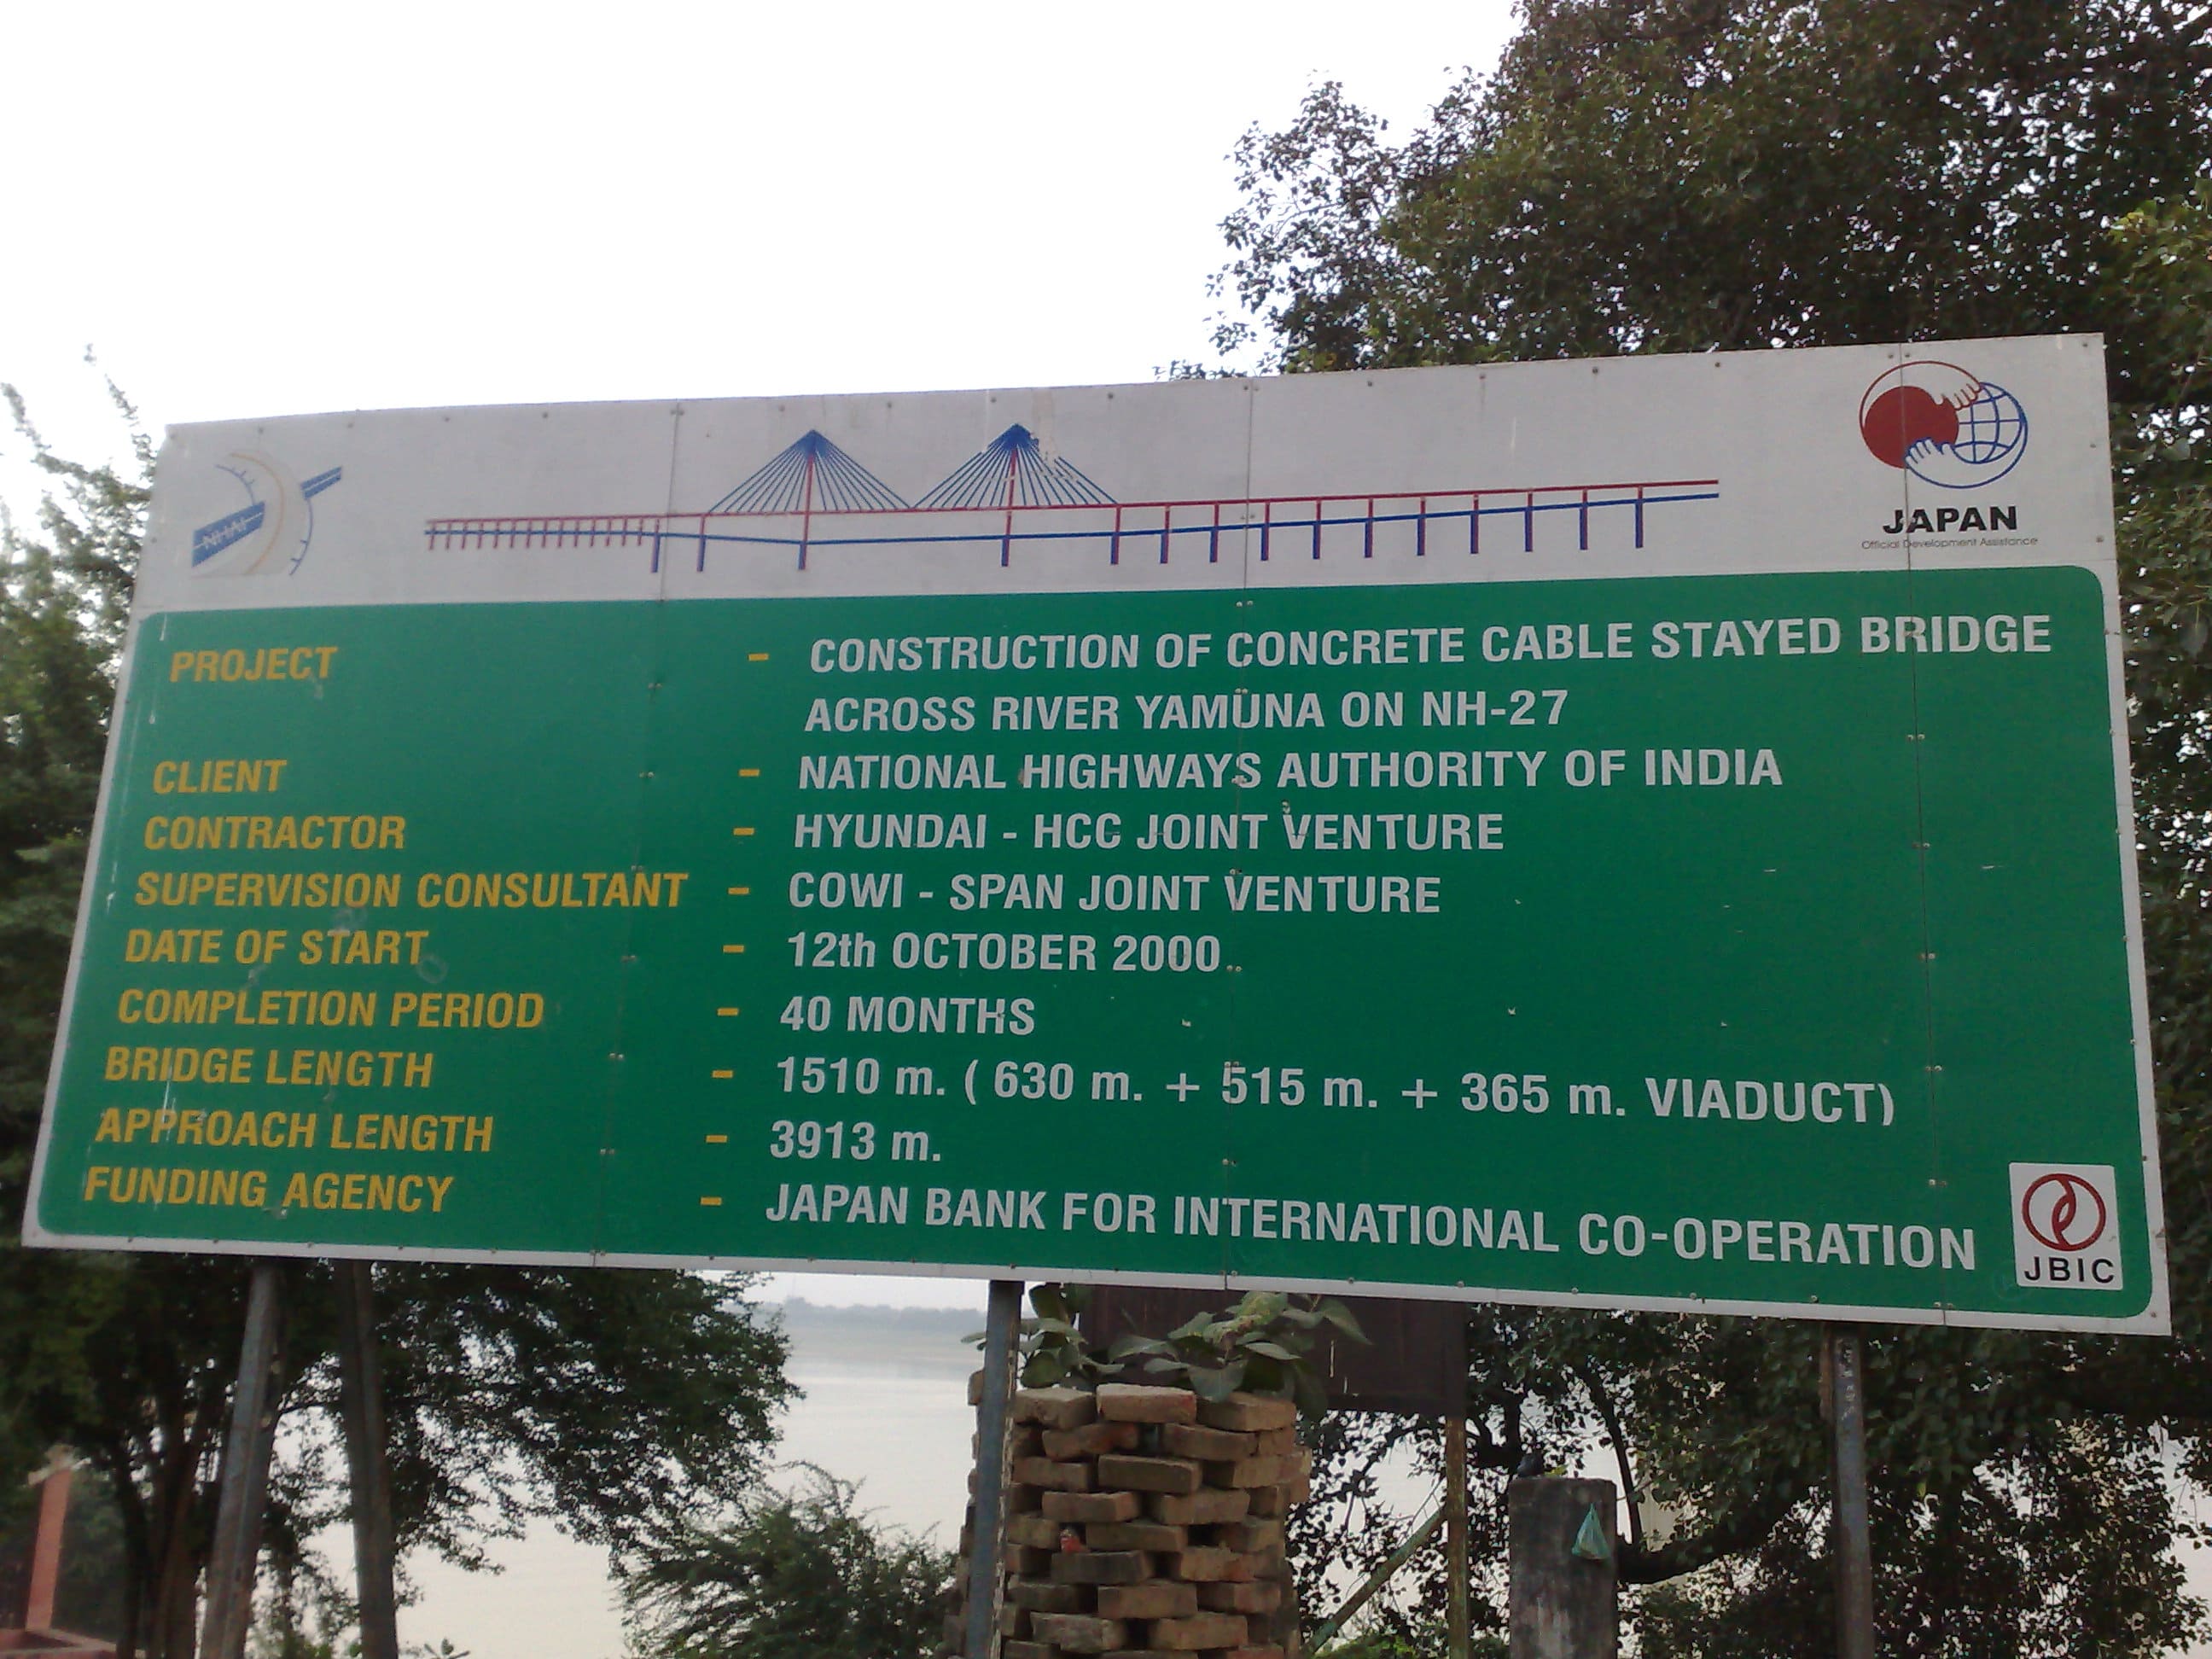 NHAI
JAPAN
Official Development Assistance
PROJECT - CONSTRUCTION OF CONCRETE CABLE STAYED BRIDGE
ACROSS RIVER YAMUNA ON NH-27
CLIENT - NATIONAL HIGHWAYS AUTHORITY OF INDIA
CONTRACTOR - HYUNDAI - HCC JOINT VENTURE
SUPERVISION CONSULTANT - COWI - SPAN JOINT VENTURE
DATE OF START - 12th OCTOBER 2000
COMPLETION PERIOD - 40 MONTHS
BRIDGE LENGTH - 1510 m. ( 630 m. + 515 m. + 365 m. VIADUCT)
APPROACH LENGTH - 3913 m.
FUNDING AGENCY - JAPAN BANK FOR INTERNATIONAL CO-OPERATION
JBIC